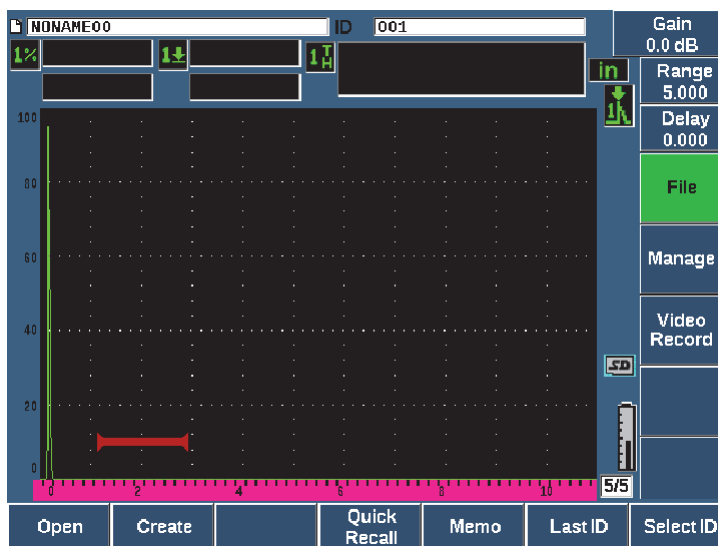 NONAME00 ID 001
Gain
0.0 dB
1% 1 1 T H
in
Range
5.000
1
Delay
0.000
100
80
File
60
Manage
40
Video
Record
SD
20
0
0 2 4 6 8 10
5/5
Open Create Quick Recall Memo Last ID Select ID